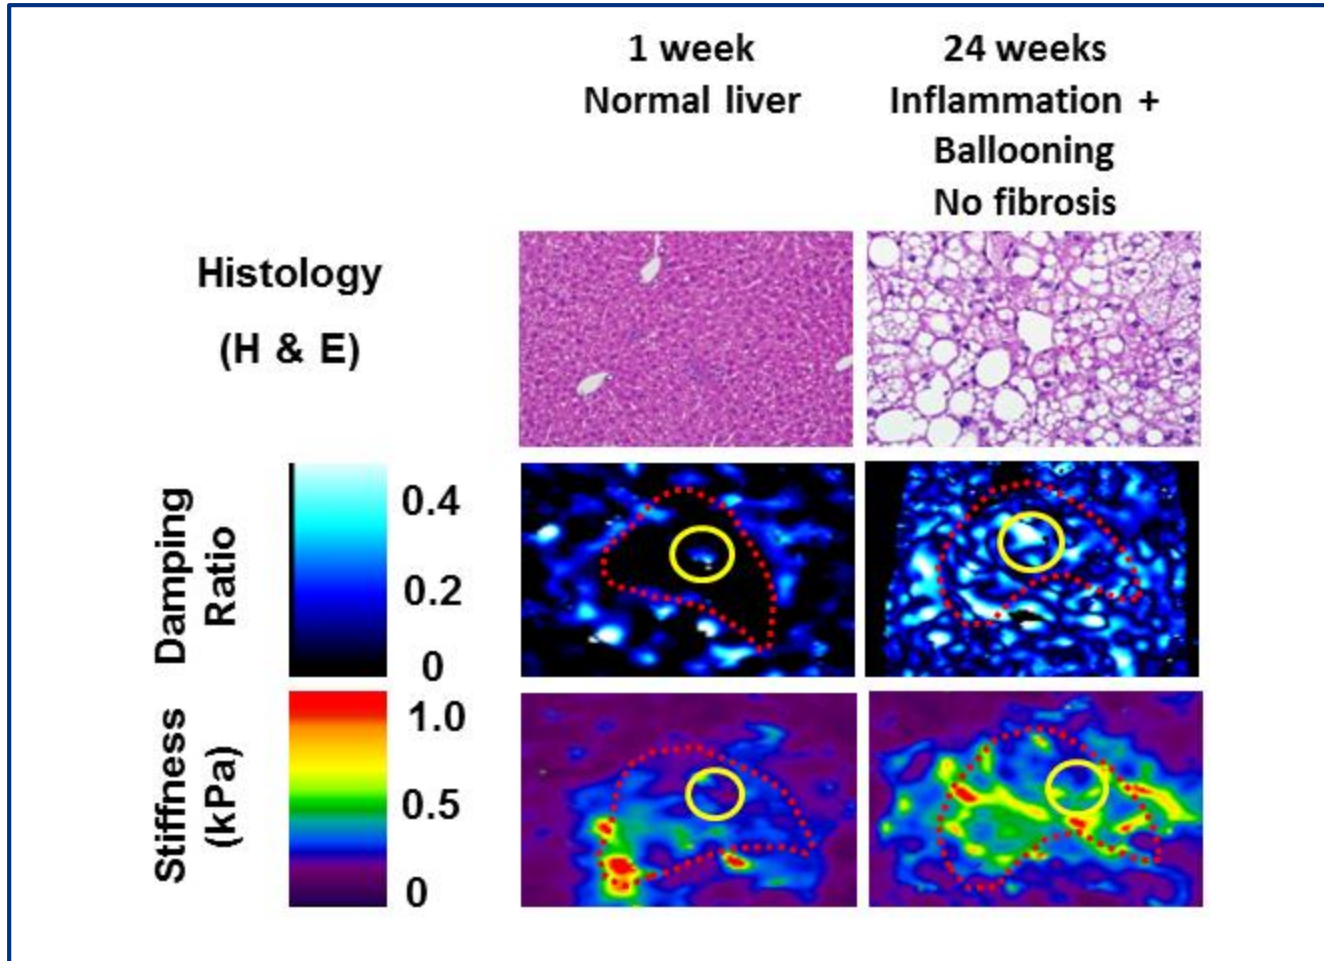 1 week
Normal liver
24 weeks
Inflammation +
Ballooning
No fibrosis
Histology
(H & E)
Damping
Ratio
0.4
0.2
0
Stiffness
(kPa)
1.0
0.5
0